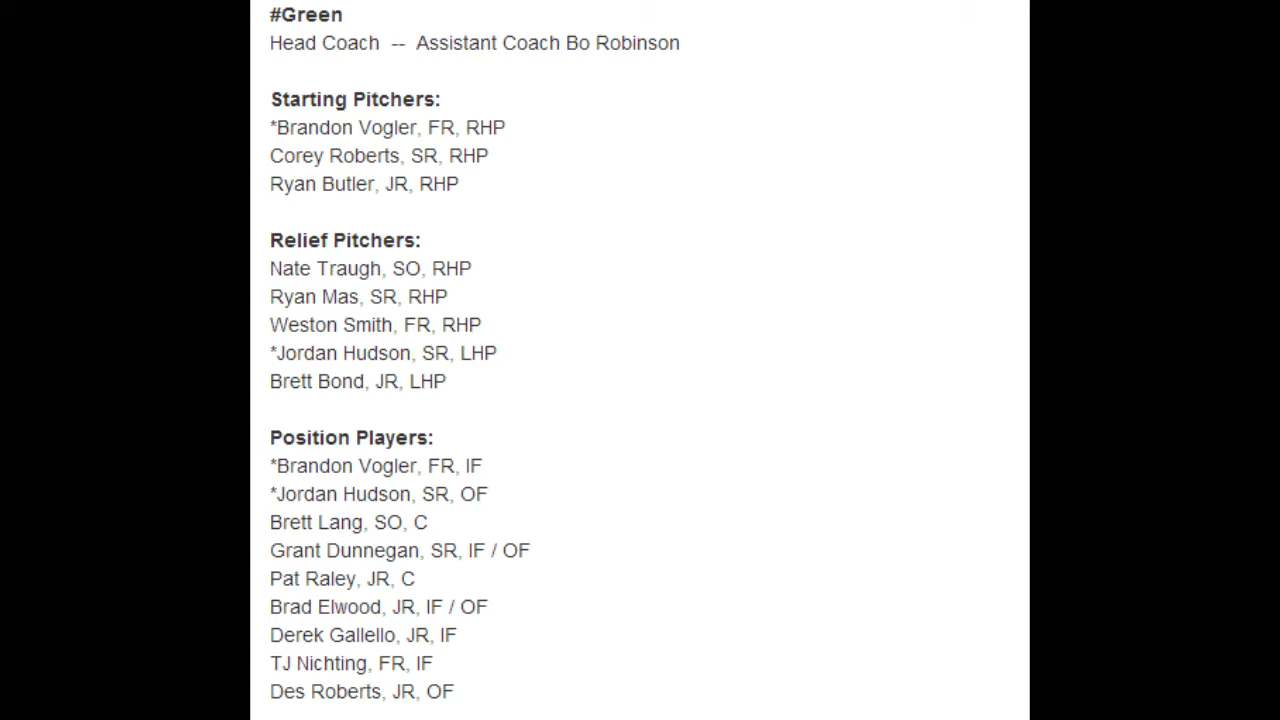 #Green
Head Coach -- Assistant Coach Bo Robinson
Starting Pitchers:
*Brandon Vogler, FR, RHP
Corey Roberts, SR, RHP
Ryan Butler, JR, RHP
Relief Pitchers:
Nate Traugh, SO, RHP
Ryan Mas, SR, RHP
Weston Smith, FR, RHP
*Jordan Hudson, SR, LHP
Brett Bond, JR, LHP
Position Players:
*Brandon Vogler, FR, IF
*Jordan Hudson, SR, OF
Brett Lang, SO, C
Grant Dunnegan, SR, IF / OF
Pat Raley, JR, C
Brad Elwood, JR, IF / OF
Derek Gallello, JR, IF
TJ Nichting, FR, IF
Des Roberts, JR, OF